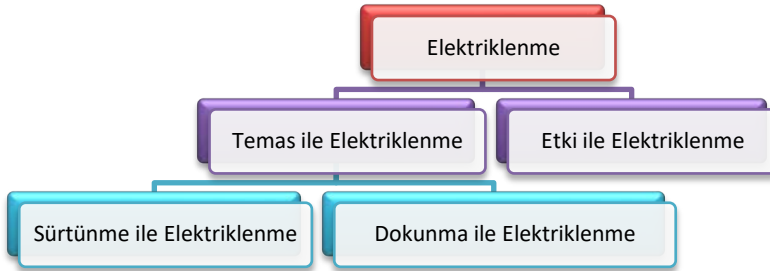 Elektriklenme
Temas ile Elektriklenme
Etki ile Elektriklenme
Sürtünme ile Elektriklenme
Dokunma ile Elektriklenme